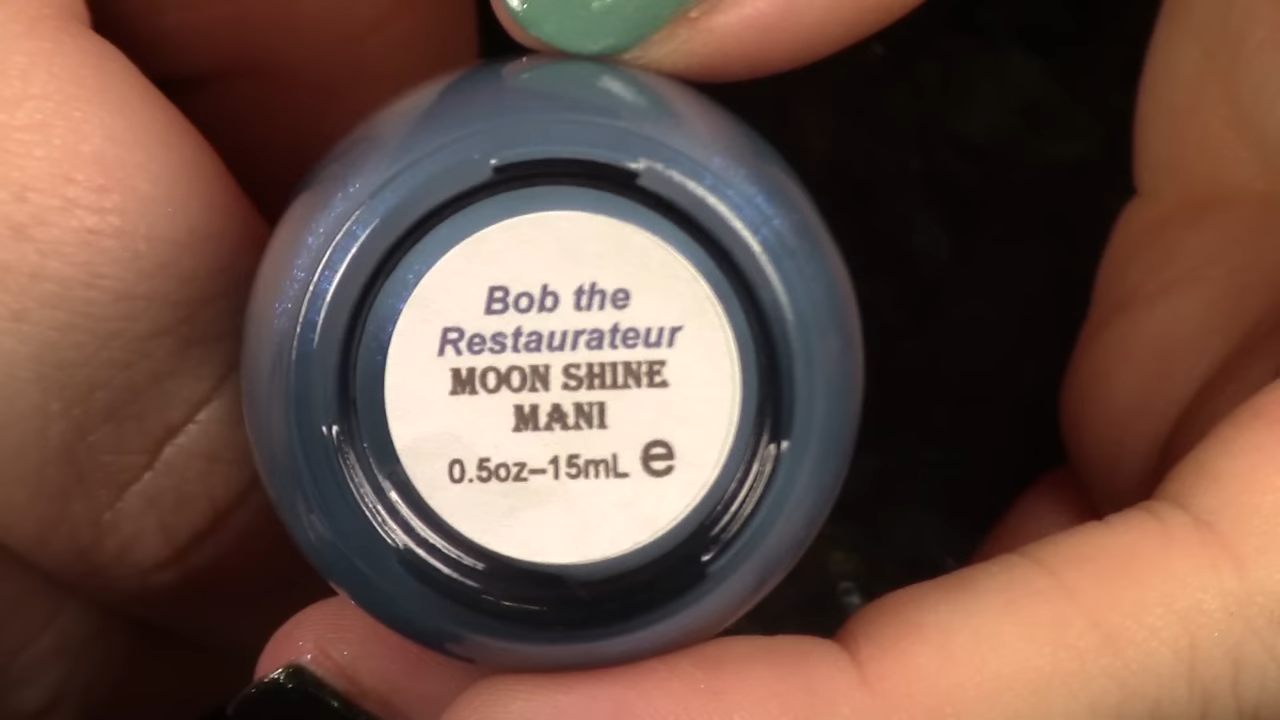 Bob the
Restaurateur
MOON SHINE
MANI
0.5oz–15mL e